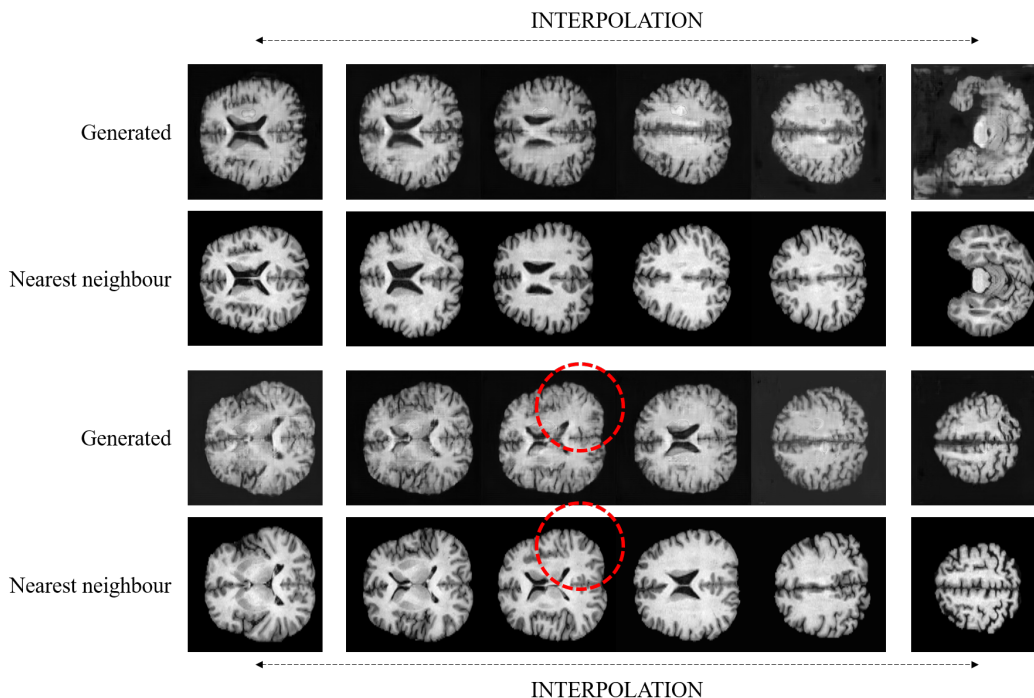 INTERPOLATION
Generated
Nearest neighbour
Generated
Nearest neighbour
INTERPOLATION